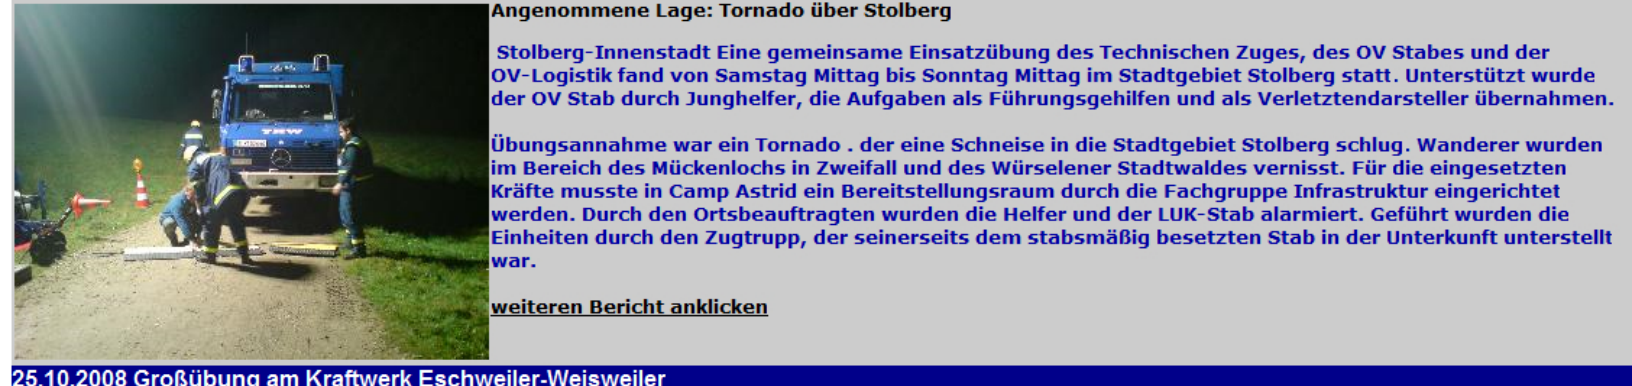 Angenommene Lage: Tornado über Stolberg
Stolberg-Innenstadt Eine gemeinsame Einsatzübung des Technischen Zuges, des OV Stabes und der
OV-Logistik fand von Samstag Mittag bis Sonntag Mittag im Stadtgebiet Stolberg statt. Unterstützt wurde
der OV Stab durch Junghelfer, die Aufgaben als Führungsgehilfen und als Verletztendarsteller übernahmen.
Übungsannahme war ein Tornado . der eine Schneise in die Stadtgebiet Stolberg schlug. Wanderer wurden
im Bereich des Mückenlochs in Zweifall und des Würselener Stadtwaldes vernisst. Für die eingesetzten
Kräfte musste in Camp Astrid ein Bereitstellungsraum durch die Fachgruppe Infrastruktur eingerichtet
werden. Durch den Ortsbeauftragten wurden die Helfer und der LUK-Stab alarmiert. Geführt wurden die
Einheiten durch den Zugtrupp, der seinerseits dem stabsmäßig besetzten Stab in der Unterkunft unterstellt
war.
weiteren Bericht anklicken
THW
25.10.2008 Großübung am Kraftwerk Eschweiler-Weisweiler